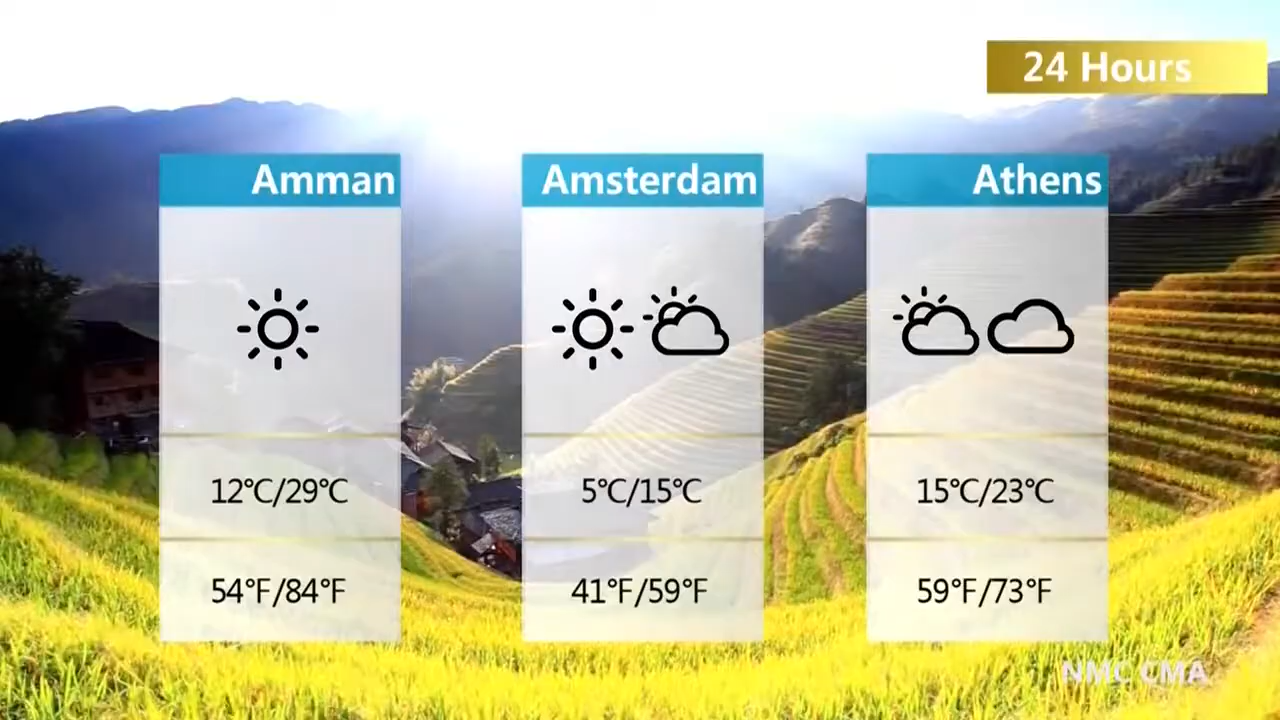 24 Hours
Amman
12℃/29℃
54℉/84℉
Amsterdam
5℃/15℃
41℉/59℉
Athens
15℃/23℃
59℉/73℉
NMC CMA